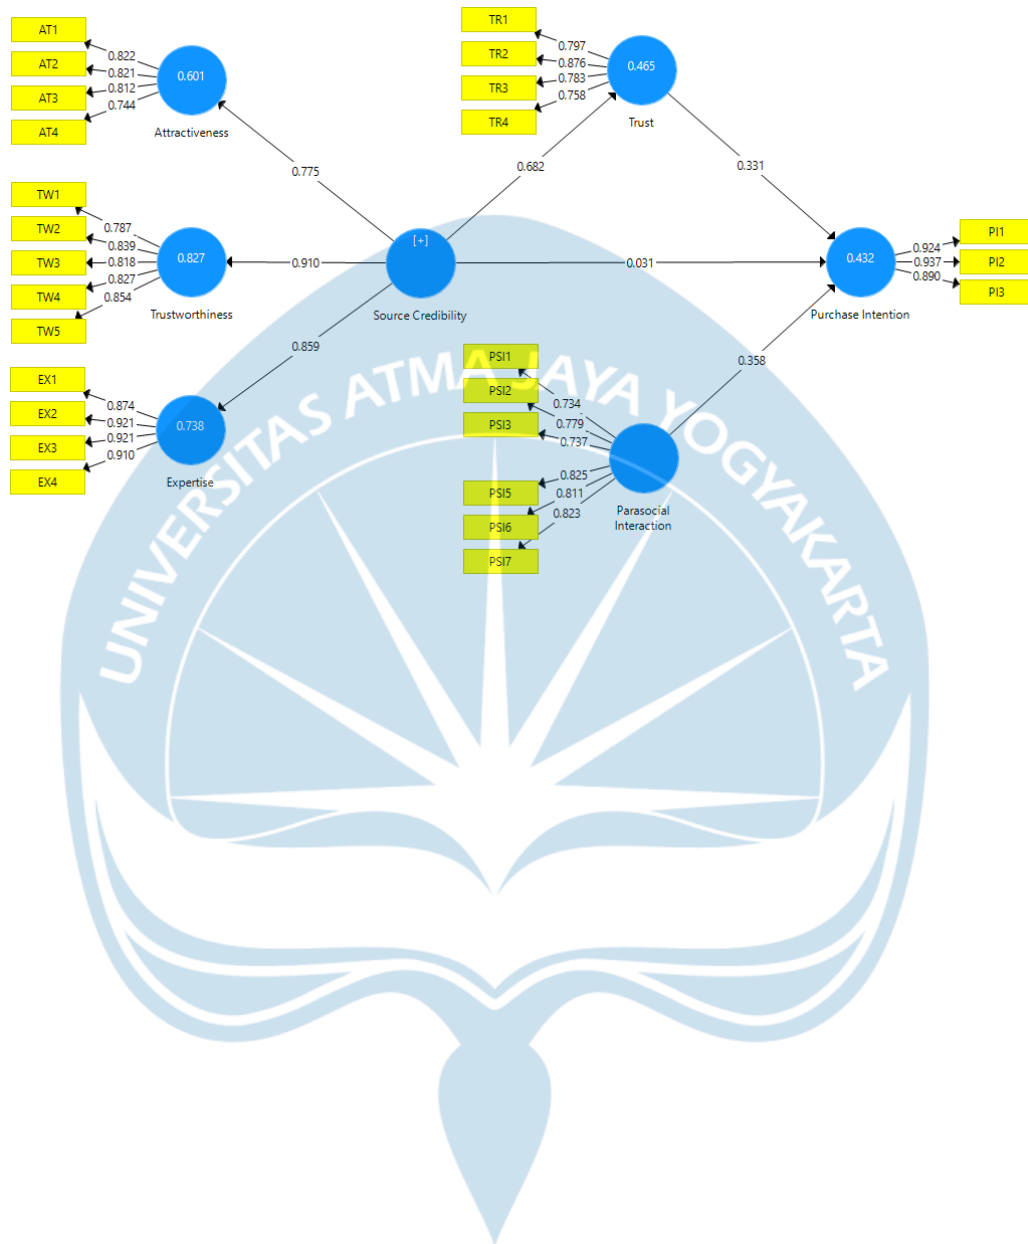 AT1
AT2
AT3
AT4
0.822
0.821
0.812
0.744
0.601
Attractiveness
TR1
TR2
TR3
TR4
0.797
0.876
0.783
0.758
0.465
Trust
0.775
0.682
0.331
TW1
TW2
TW3
TW4
TW5
0.787
0.839
0.818
0.827
0.854
0.827
Trustworthiness
0.910
[+]
Source Credibility
0.031
0.432
Purchase Intention
0.924
0.937
0.890
PI1
PI2
PI3
0.859
0.358
EX1
EX2
EX3
EX4
0.874
0.921
0.921
0.910
0.738
Expertise
PSI1
PSI2
PSI3
PSI5
PSI6
PSI7
0.734
0.779
0.737
0.825
0.811
0.823
Parasocial
Interaction
UNIVERSITAS ATMA JAYA YOGYAKARTA